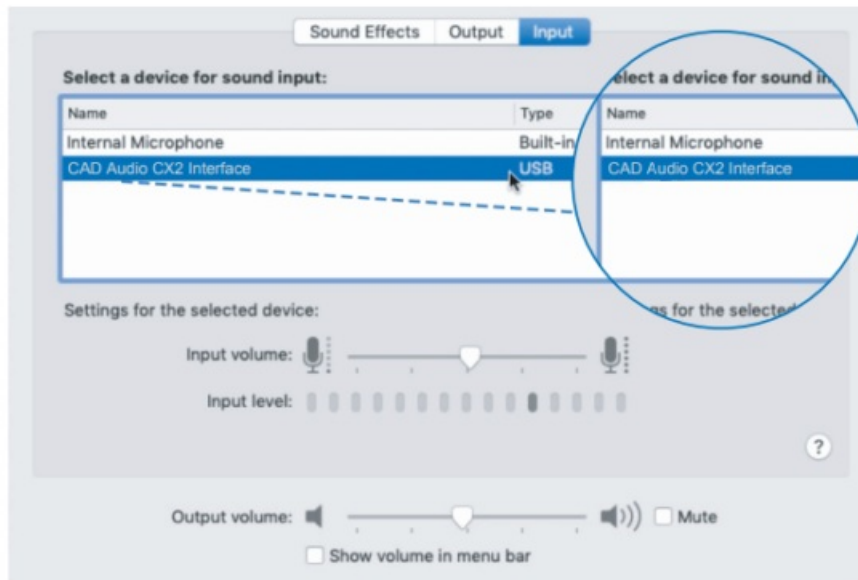 Sound Effects Output Input
Select a device for sound input:
elect a device for sound in
Name Type
Name
Internal Microphone Built-in
Internal Microphone
CAD Audio CX2 Interface USB
CAD Audio CX2 Interface
Settings for the selected device:
gs for the selected
Input volume:
Input level:
?
Output volume: Mute
Show volume in menu bar